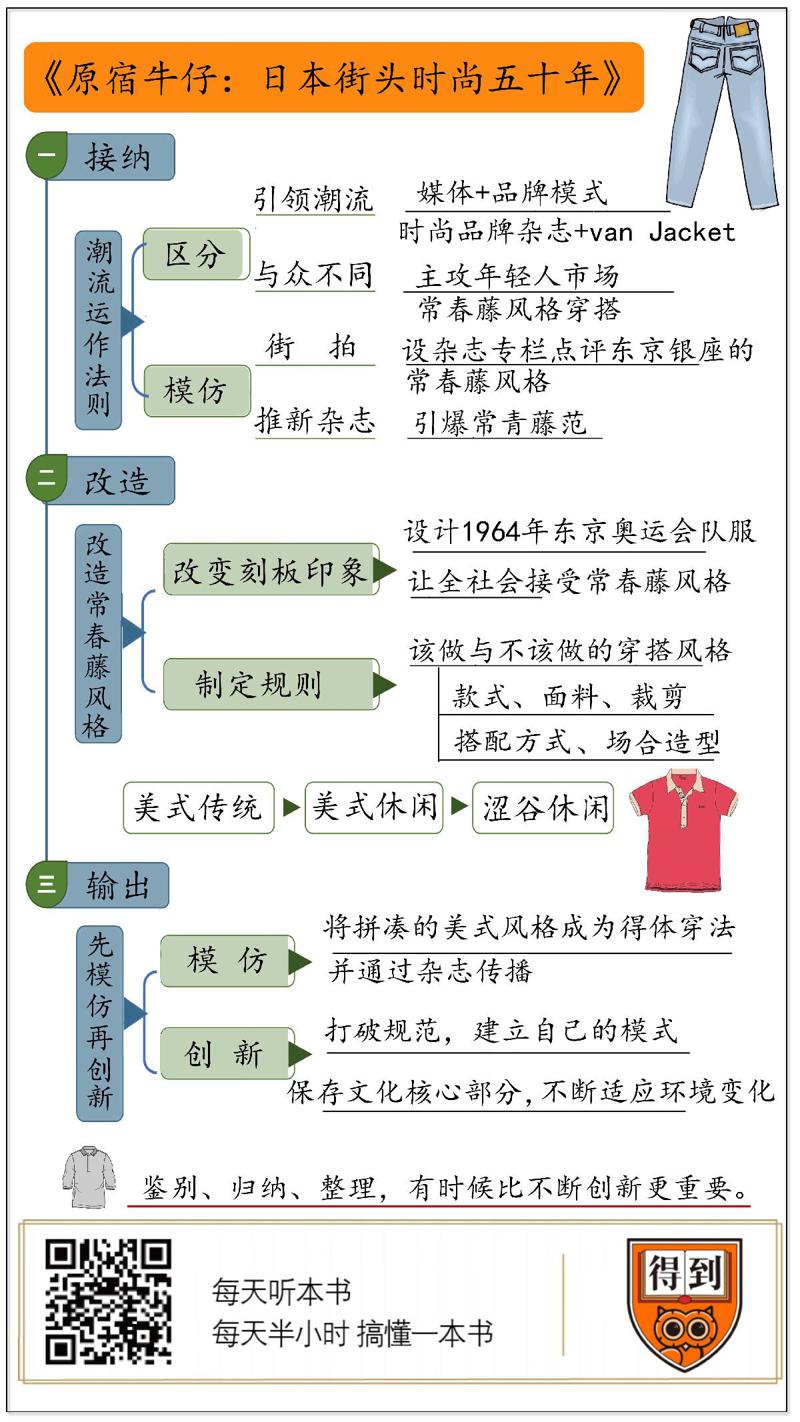 《原宿牛仔：日本街头时尚五十年》
一 接纳
潮流运作法则
区分
引领潮流 媒体+品牌模式
时尚品牌杂志+van Jacket
与众不同 主攻年轻人市场
常春藤风格穿搭
模仿
街 拍 设杂志专栏点评东京银座的
常春藤风格
推新杂志 引爆常青藤范
二 改造
改造常春藤风格
改变刻板印象
设计1964年东京奥运会队服
让全社会接受常春藤风格
制定规则
该做与不该做的穿搭风格
款式、面料、裁剪
搭配方式、场合造型
美式传统 美式休闲 涩谷休闲
三 输出
先模仿再创新
模 仿
将拼凑的美式风格成为得体穿法
并通过杂志传播
创 新
打破规范，建立自己的模式
保存文化核心部分,不断适应环境变化
鉴别、归纳、整理，有时候比不断创新更重要。
每天听本书
每天半小时 搞懂一本书
得到